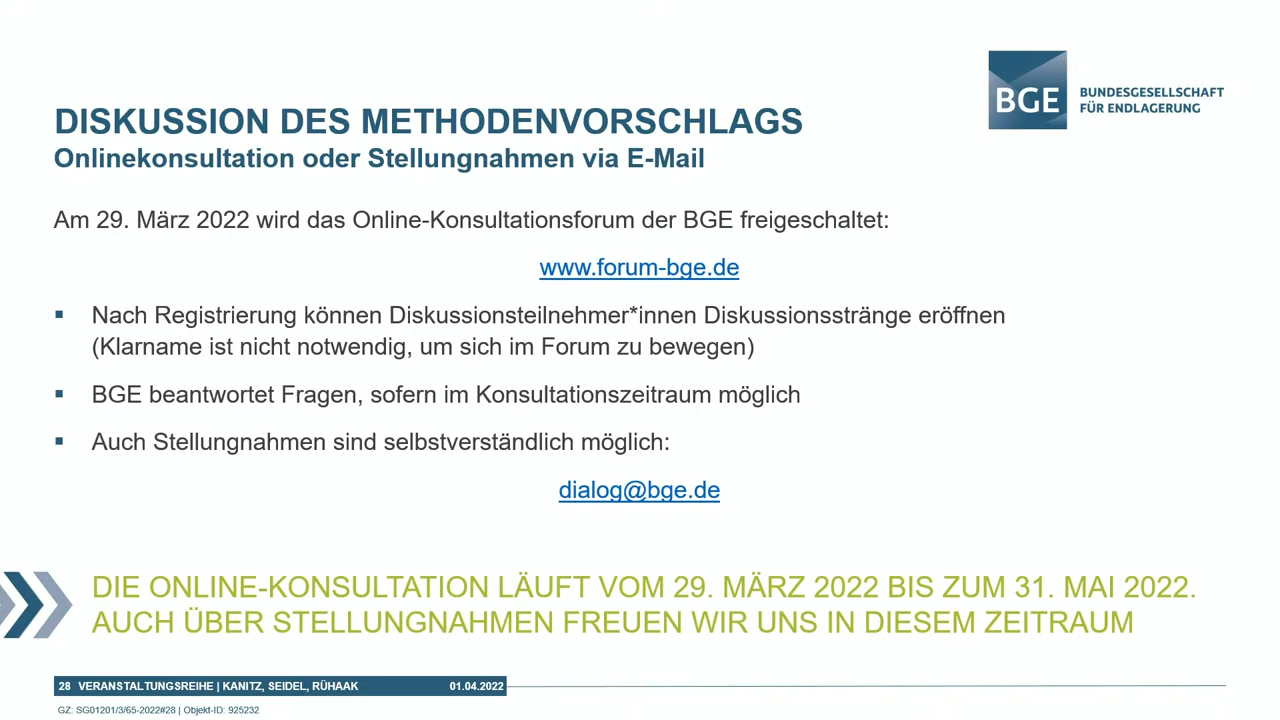 BGE
BUNDESGESELLSCHAFT
FÜR ENDLAGERUNG
DISKUSSION DES METHODENVORSCHLAGS
Onlinekonsultation oder Stellungnahmen via E-Mail
Am 29. März 2022 wird das Online-Konsultationsforum der BGE freigeschaltet:
www.forum-bge.de
▪ Nach Registrierung können Diskussionsteilnehmer*innen Diskussionsstränge eröffnen
(Klarname ist nicht notwendig, um sich im Forum zu bewegen)
▪ BGE beantwortet Fragen, sofern im Konsultationszeitraum möglich
▪ Auch Stellungnahmen sind selbstverständlich möglich:
dialog@bge.de
DIE ONLINE-KONSULTATION LÄUFT VOM 29. MÄRZ 2022 BIS ZUM 31. MAI 2022.
AUCH ÜBER STELLUNGNAHMEN FREUEN WIR UNS IN DIESEM ZEITRAUM
28 VERANSTALTUNGSREIHE | KANITZ, SEIDEL, RÜHAAK 01.04.2022
GZ: SG01201/3/65-2022#28 | Objekt-ID: 925232